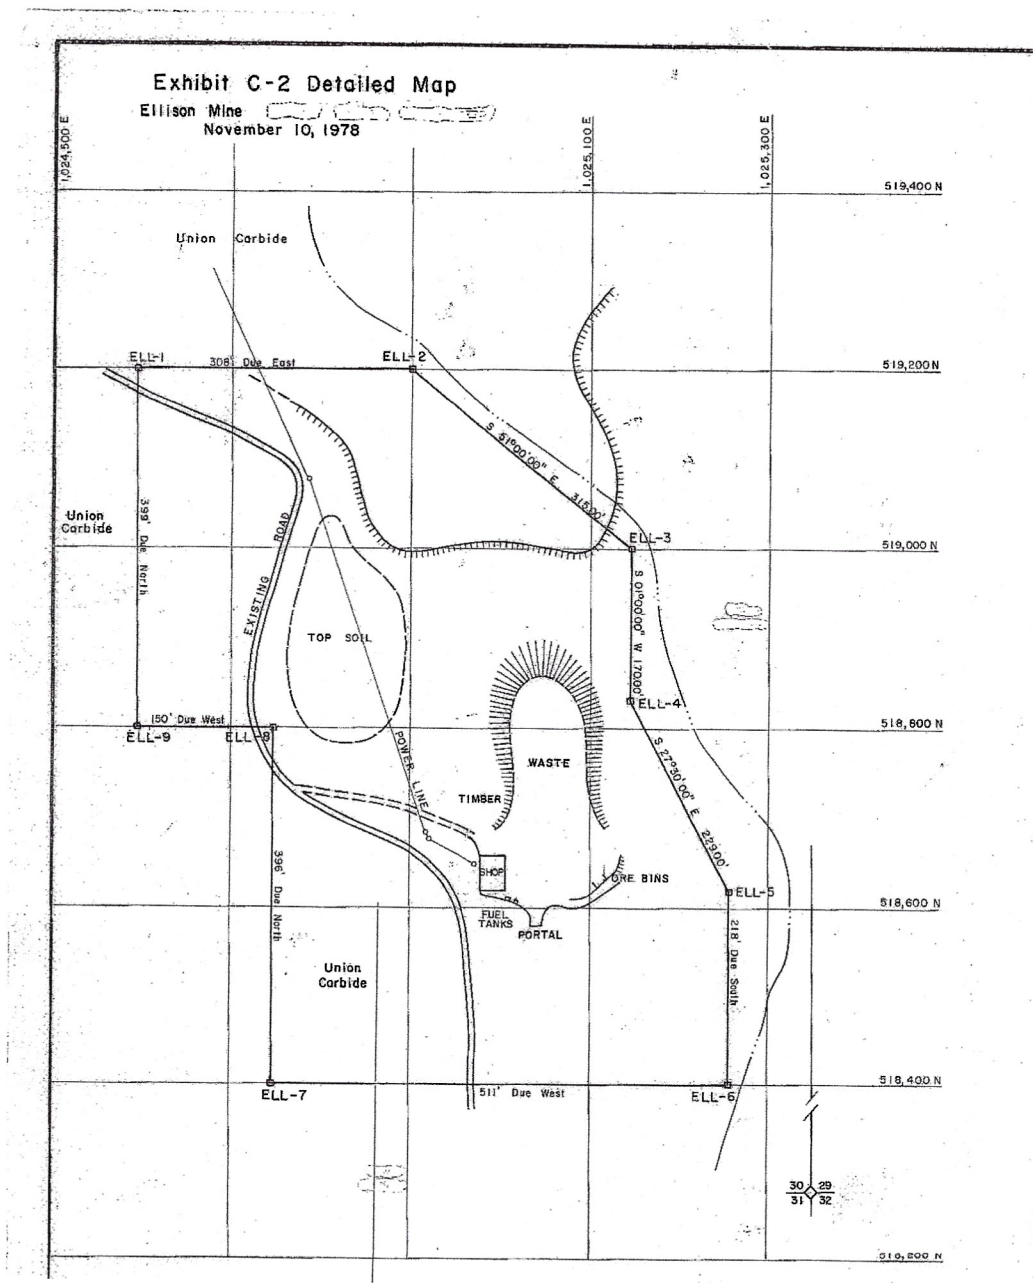 Exhibit C-2 Detailed Map
Ellison Mine
November 10, 1978
1,024,500 E
1,025,100 E
1,025,300 E
519,400 N
Union Carbide
ELL-1
308' Due East
ELL-2
519,200 N
S 51°00'00" E 315.00'
Union
Carbide
399' Due North
EXISTING ROAD
ELL-3
519,000 N
S 01°00'00" W 170.00'
TOP SOIL
ELL-4
150' Due West
ELL-9
ELL-8
518,800 N
POWER LINE
WASTE
S 27°30'00" E 229.00'
TIMBER
396' Due North
SHOP
ORE BINS
ELL-5
518,600 N
FUEL
TANKS
PORTAL
218' Due South
Union
Carbide
518,400 N
ELL-7
511' Due West
ELL-6
30 29
31 32
518,200 N